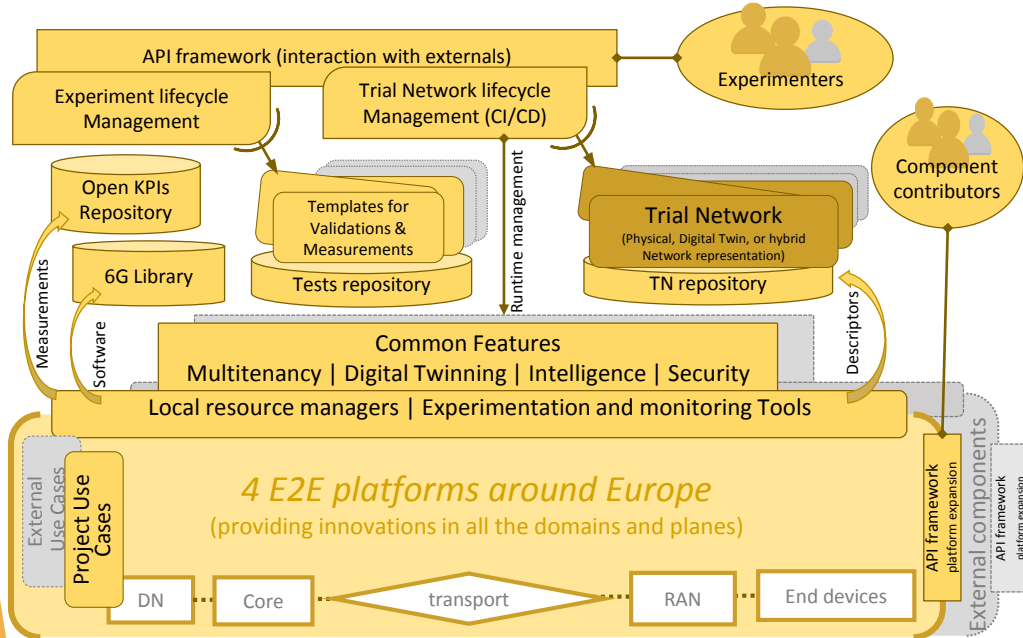 API framework (interaction with externals)
Experimenters
Experiment lifecycle
Management
Trial Network lifecycle
Management (CI/CD)
Component
contributors
Open KPIs
Repository
6G Library
Templates for
Validations &
Measurements
Tests repository
Runtime management
Trial Network
(Physical, Digital Twin, or hybrid
Network representation)
TN repository
Measurements
Software
Descriptors
Common Features
Multitenancy | Digital Twinning | Intelligence | Security
Local resource managers | Experimentation and monitoring Tools
External
Use Cases
Project Use
Cases
4 E2E platforms around Europe
(providing innovations in all the domains and planes)
DN
Core
transport
RAN
End devices
API framework
platform expansion
External components
API framework
platform expansion